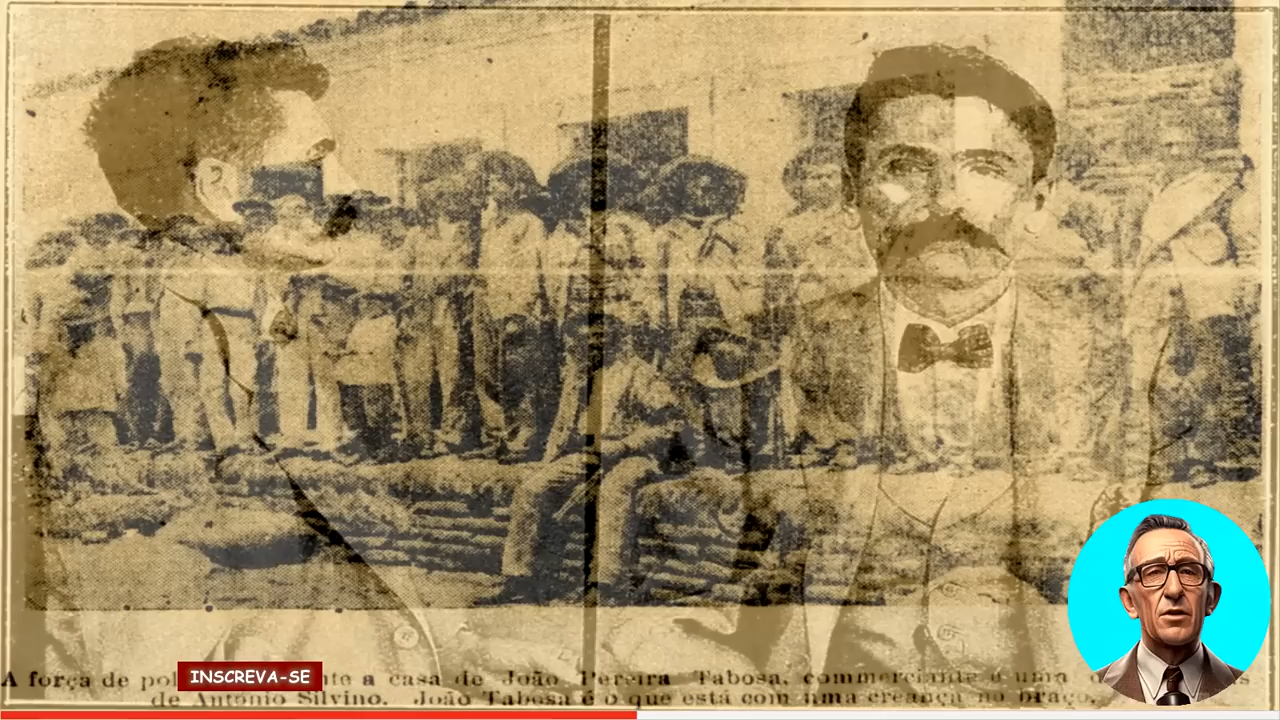 A força de pol nte a casa de João Pereira Tabosa, commerciante é uma
INSCREVA-SE
de Antonio Silvino. João Tabosa é o que está com uma creança no braço.